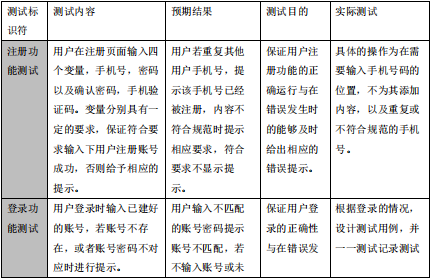 测试标识符
测试内容
预期结果
测试目的
实际测试
注册功能测试
用户在注册页面输入四
个变量，手机号，密码
以及确认密码，手机验
证码。变量分别具有一
定的要求，保证符合要
求输入下用户注册账号
成功，否则给予相应的
提示。
用户若重复其他
用户手机号，提
示该手机号已经
被注册，内容不
符合规范时提示
相应要求，符合
要求不显示提
示。
保证用户注
册功能的正
确运行与在
错误发生时
的能够及时
给出相应的
错误提示。
具体的操作为在需
要输入手机号码的
位置，不为其添加
内容，以及重复或
不符合规范的手机
号。
登录功能测试
用户登录时输入已建好
的账号，若账号不存
在，或者账号密码不对
应时进行提示。
用户输入不匹配
的账号密码提示
账号不匹配，若
不输入账号或未
保证用户登
录的正确性
与在错误发
根据登录的情况，
设计测试用例，并
一一测试记录测试